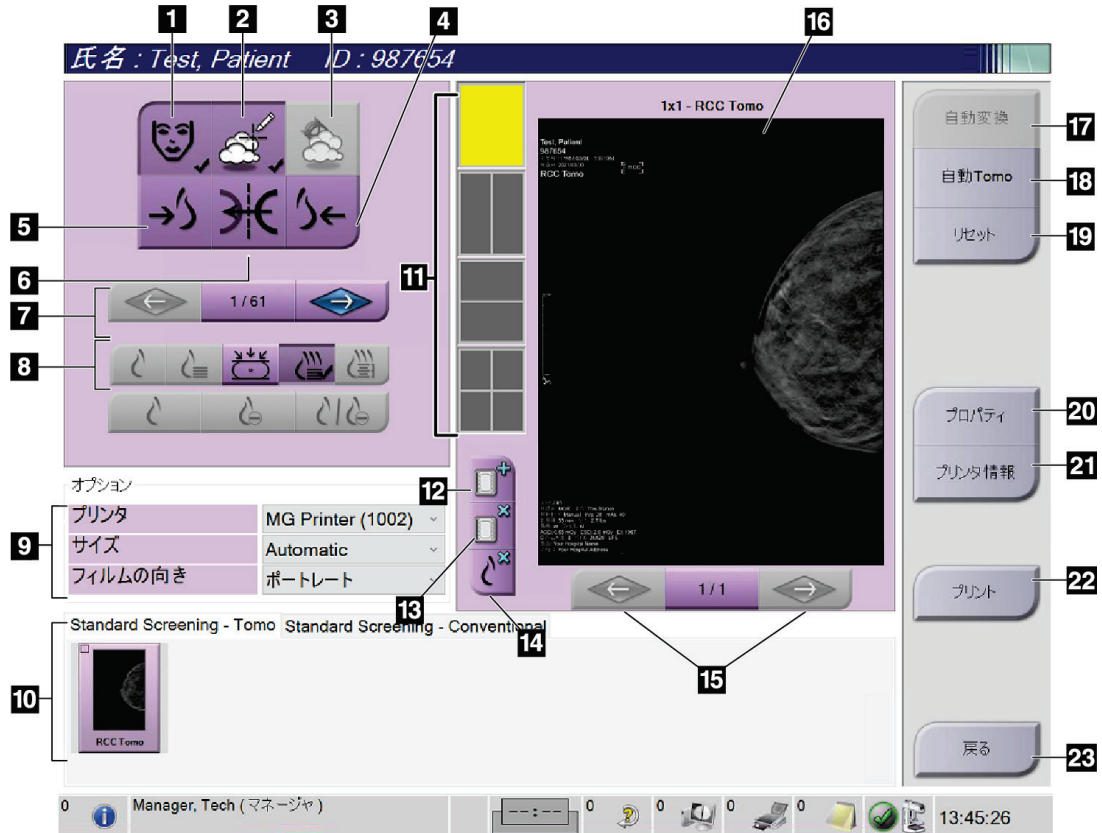 1
2
3
4
16
氏名 : Test, Patient ID : 987654
1x1 - RCC Tomo
Test, Patient
987654
RCC Tomo
自動変換
17
自動Tomo
18
リセット
19
5
6
11
7
1 / 61
8
プロパティ
20
プリンタ情報
21
オプション
12
9
プリンタ
MG Printer (1002)
サイズ
Automatic
フィルムの向き
ポートレート
13
14
1 / 1
15
プリント
22
Standard Screening - Tomo
Standard Screening - Conventional
10
RCC Tomo
戻る
23
0
Manager, Tech ( マネージャ )
--:--
0
0
0
0
13:45:26